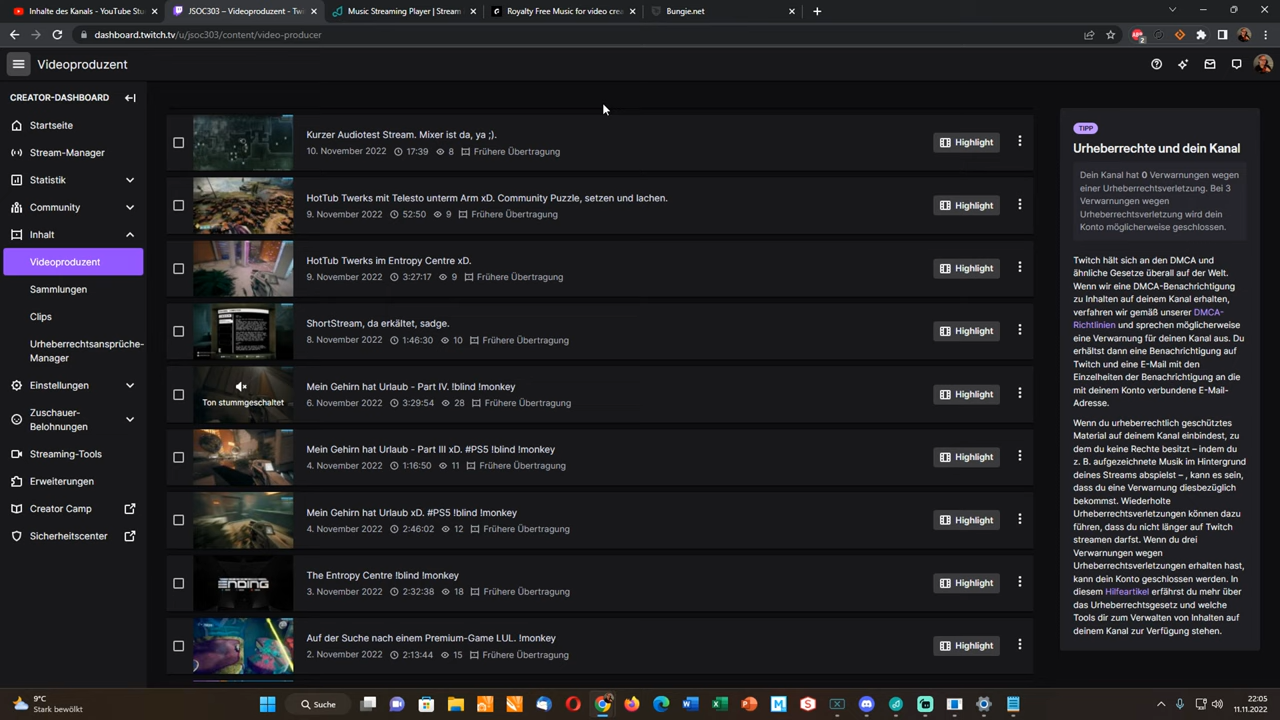 Inhalte des Kanals - YouTube Stu
JSOC303 – Videoproduzent - Twi
Music Streaming Player | Stream
Royalty Free Music for video cre
Bungie.net
dashboard.twitch.tv/u/jsoc303/content/video-producer
2
Videoproduzent
CREATOR-DASHBOARD
Startseite
Stream-Manager
Statistik
Community
Inhalt
Videoproduzent
Sammlungen
Clips
Urheberrechtsansprüche-
Manager
Einstellungen
Zuschauer-
Belohnungen
Streaming-Tools
Erweiterungen
Creator Camp
Sicherheitscenter
Kurzer Audiotest Stream. Mixer ist da, ya ;).
10. November 2022 17:39 8 Frühere Übertragung
Highlight
HotTub Twerks mit Telesto unterm Arm xD. Community Puzzle, setzen und lachen.
9. November 2022 52:50 9 Frühere Übertragung
Highlight
HotTub Twerks im Entropy Centre xD.
9. November 2022 3:27:17 9 Frühere Übertragung
Highlight
ShortStream, da erkältet, sadge.
8. November 2022 1:46:30 10 Frühere Übertragung
Highlight
Ton stummgeschaltet
Mein Gehirn hat Urlaub - Part IV. !blind !monkey
6. November 2022 3:29:54 28 Frühere Übertragung
Highlight
Mein Gehirn hat Urlaub - Part III xD. #PS5 !blind !monkey
4. November 2022 1:16:50 11 Frühere Übertragung
Highlight
Mein Gehirn hat Urlaub xD. #PS5 !blind !monkey
4. November 2022 2:46:02 12 Frühere Übertragung
Highlight
ENDING
The Entropy Centre !blind !monkey
3. November 2022 2:32:38 18 Frühere Übertragung
Highlight
Auf der Suche nach einem Premium-Game LUL. !monkey
2. November 2022 2:13:44 15 Frühere Übertragung
Highlight
TIPP
Urheberrechte und dein Kanal
Dein Kanal hat 0 Verwarnungen wegen
einer Urheberrechtsverletzung. Bei 3
Verwarnungen wegen
Urheberrechtsverletzung wird dein
Konto möglicherweise geschlossen.
Twitch hält sich an den DMCA und
ähnliche Gesetze überall auf der Welt.
Wenn wir eine DMCA-Benachrichtigung
zu Inhalten auf deinem Kanal erhalten,
verfahren wir gemäß unserer DMCA-
Richtlinien und sprechen möglicherweise
eine Verwarnung für deinen Kanal aus. Du
erhältst dann eine Benachrichtigung auf
Twitch und eine E-Mail mit den
Einzelheiten der Benachrichtigung an die
mit deinem Konto verbundene E-Mail-
Adresse.
Wenn du urheberrechtlich geschütztes
Material auf deinem Kanal einbindest, zu
dem du keine Rechte besitzt – indem du
z. B. aufgezeichnete Musik im Hintergrund
deines Streams abspielst – , kann es sein,
dass du eine Verwarnung diesbezüglich
bekommst. Wiederholte
Urheberrechtsverletzungen können dazu
führen, dass du nicht länger auf Twitch
streamen darfst. Wenn du drei
Verwarnungen wegen
Urheberrechtsverletzungen erhalten hast,
kann dein Konto geschlossen werden. In
diesem Hilfeartikel erfährst du mehr über
das Urheberrechtsgesetz und welche
Tools dir zum Verwalten von Inhalten auf
deinem Kanal zur Verfügung stehen.
9°C
Stark bewölkt
Suche
22:05
11.11.2022